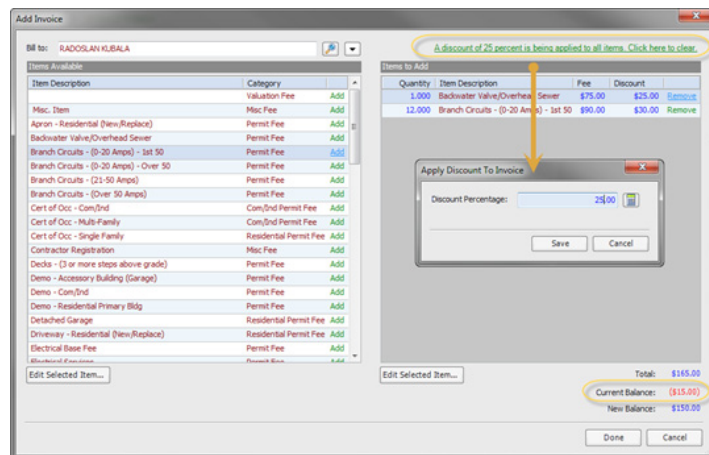 Add Invoice
Bill to: RADOSLAN KUBALA
A discount of 25 percent is being applied to all items. Click here to clear.
Items Available
Item Description Category
Valuation Fee Add
Misc. Item Misc Fee Add
Apron - Residential (New/Replace) Permit Fee Add
Backwater Valve/Overhead Sewer Permit Fee Add
Branch Circuits - (0-20 Amps) - 1st 50 Permit Fee Add
Branch Circuits - (0-20 Amps) - Over 50 Permit Fee Add
Branch Circuits - (21-50 Amps) Permit Fee Add
Branch Circuits - (Over 50 Amps) Permit Fee Add
Cert of Occ - Com/Ind Com/Ind Permit Fee Add
Cert of Occ - Multi-Family Com/Ind Permit Fee Add
Cert of Occ - Single Family Residential Permit Fee Add
Contractor Registration Misc Fee Add
Decks - (3 or more steps above grade) Permit Fee Add
Demo - Accessory Building (Garage) Permit Fee Add
Demo - Com/Ind Permit Fee Add
Demo - Residential Primary Bldg Permit Fee Add
Detached Garage Residential Permit Fee Add
Driveway - Residential (New/Replace) Residential Permit Fee Add
Electrical Base Fee Permit Fee Add
Electrical Services Permit Fee Add
Edit Selected Item...
Items to Add
Quantity Item Description Fee Discount
1.000 Backwater Valve/Overhead Sewer $75.00 $25.00 Remove
12.000 Branch Circuits - (0-20 Amps) - 1st 50 $90.00 $30.00 Remove
Apply Discount To Invoice
Discount Percentage: 25.00
Save Cancel
Edit Selected Item...
Total: $165.00
Current Balance: ($15.00)
New Balance: $150.00
Done Cancel